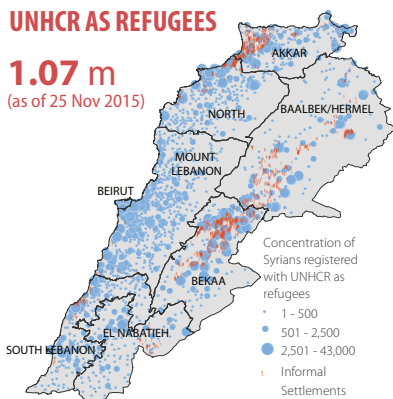 UNHCR AS REFUGEES
1.07 m
(as of 25 Nov 2015)
AKKAR
BAALBEK/HERMEL
NORTH
MOUNT
LEBANON
BEIRUT
BEKAA
EL NABATIEH
SOUTH LEBANON
Concentration of
Syrians registered
with UNHCR as
refugees
1 - 500
501 - 2,500
2,501 - 43,000
Informal
Settlements